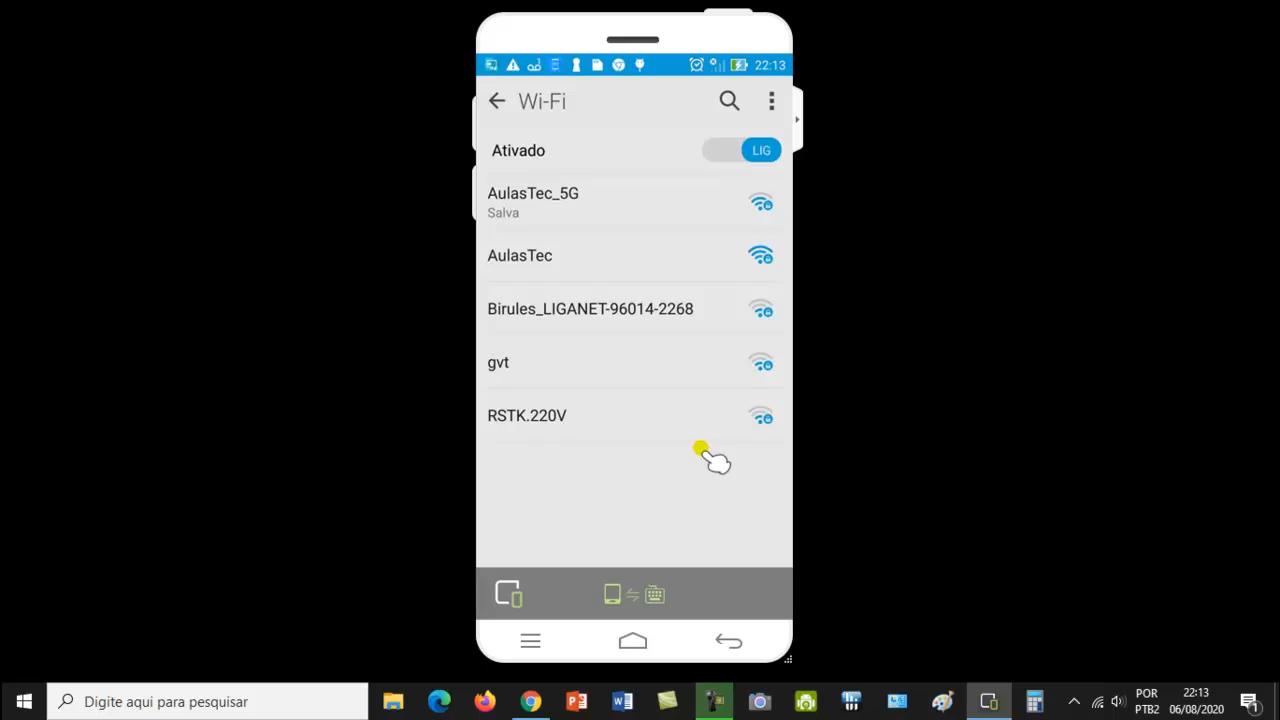 22:13
Wi-Fi
Ativado
LIG
AulasTec_5G
Salva
AulasTec
Birules_LIGANET-96014-2268
gvt
RSTK.220V
Digite aqui para pesquisar
POR
PTB2
22:13
06/08/2020
1